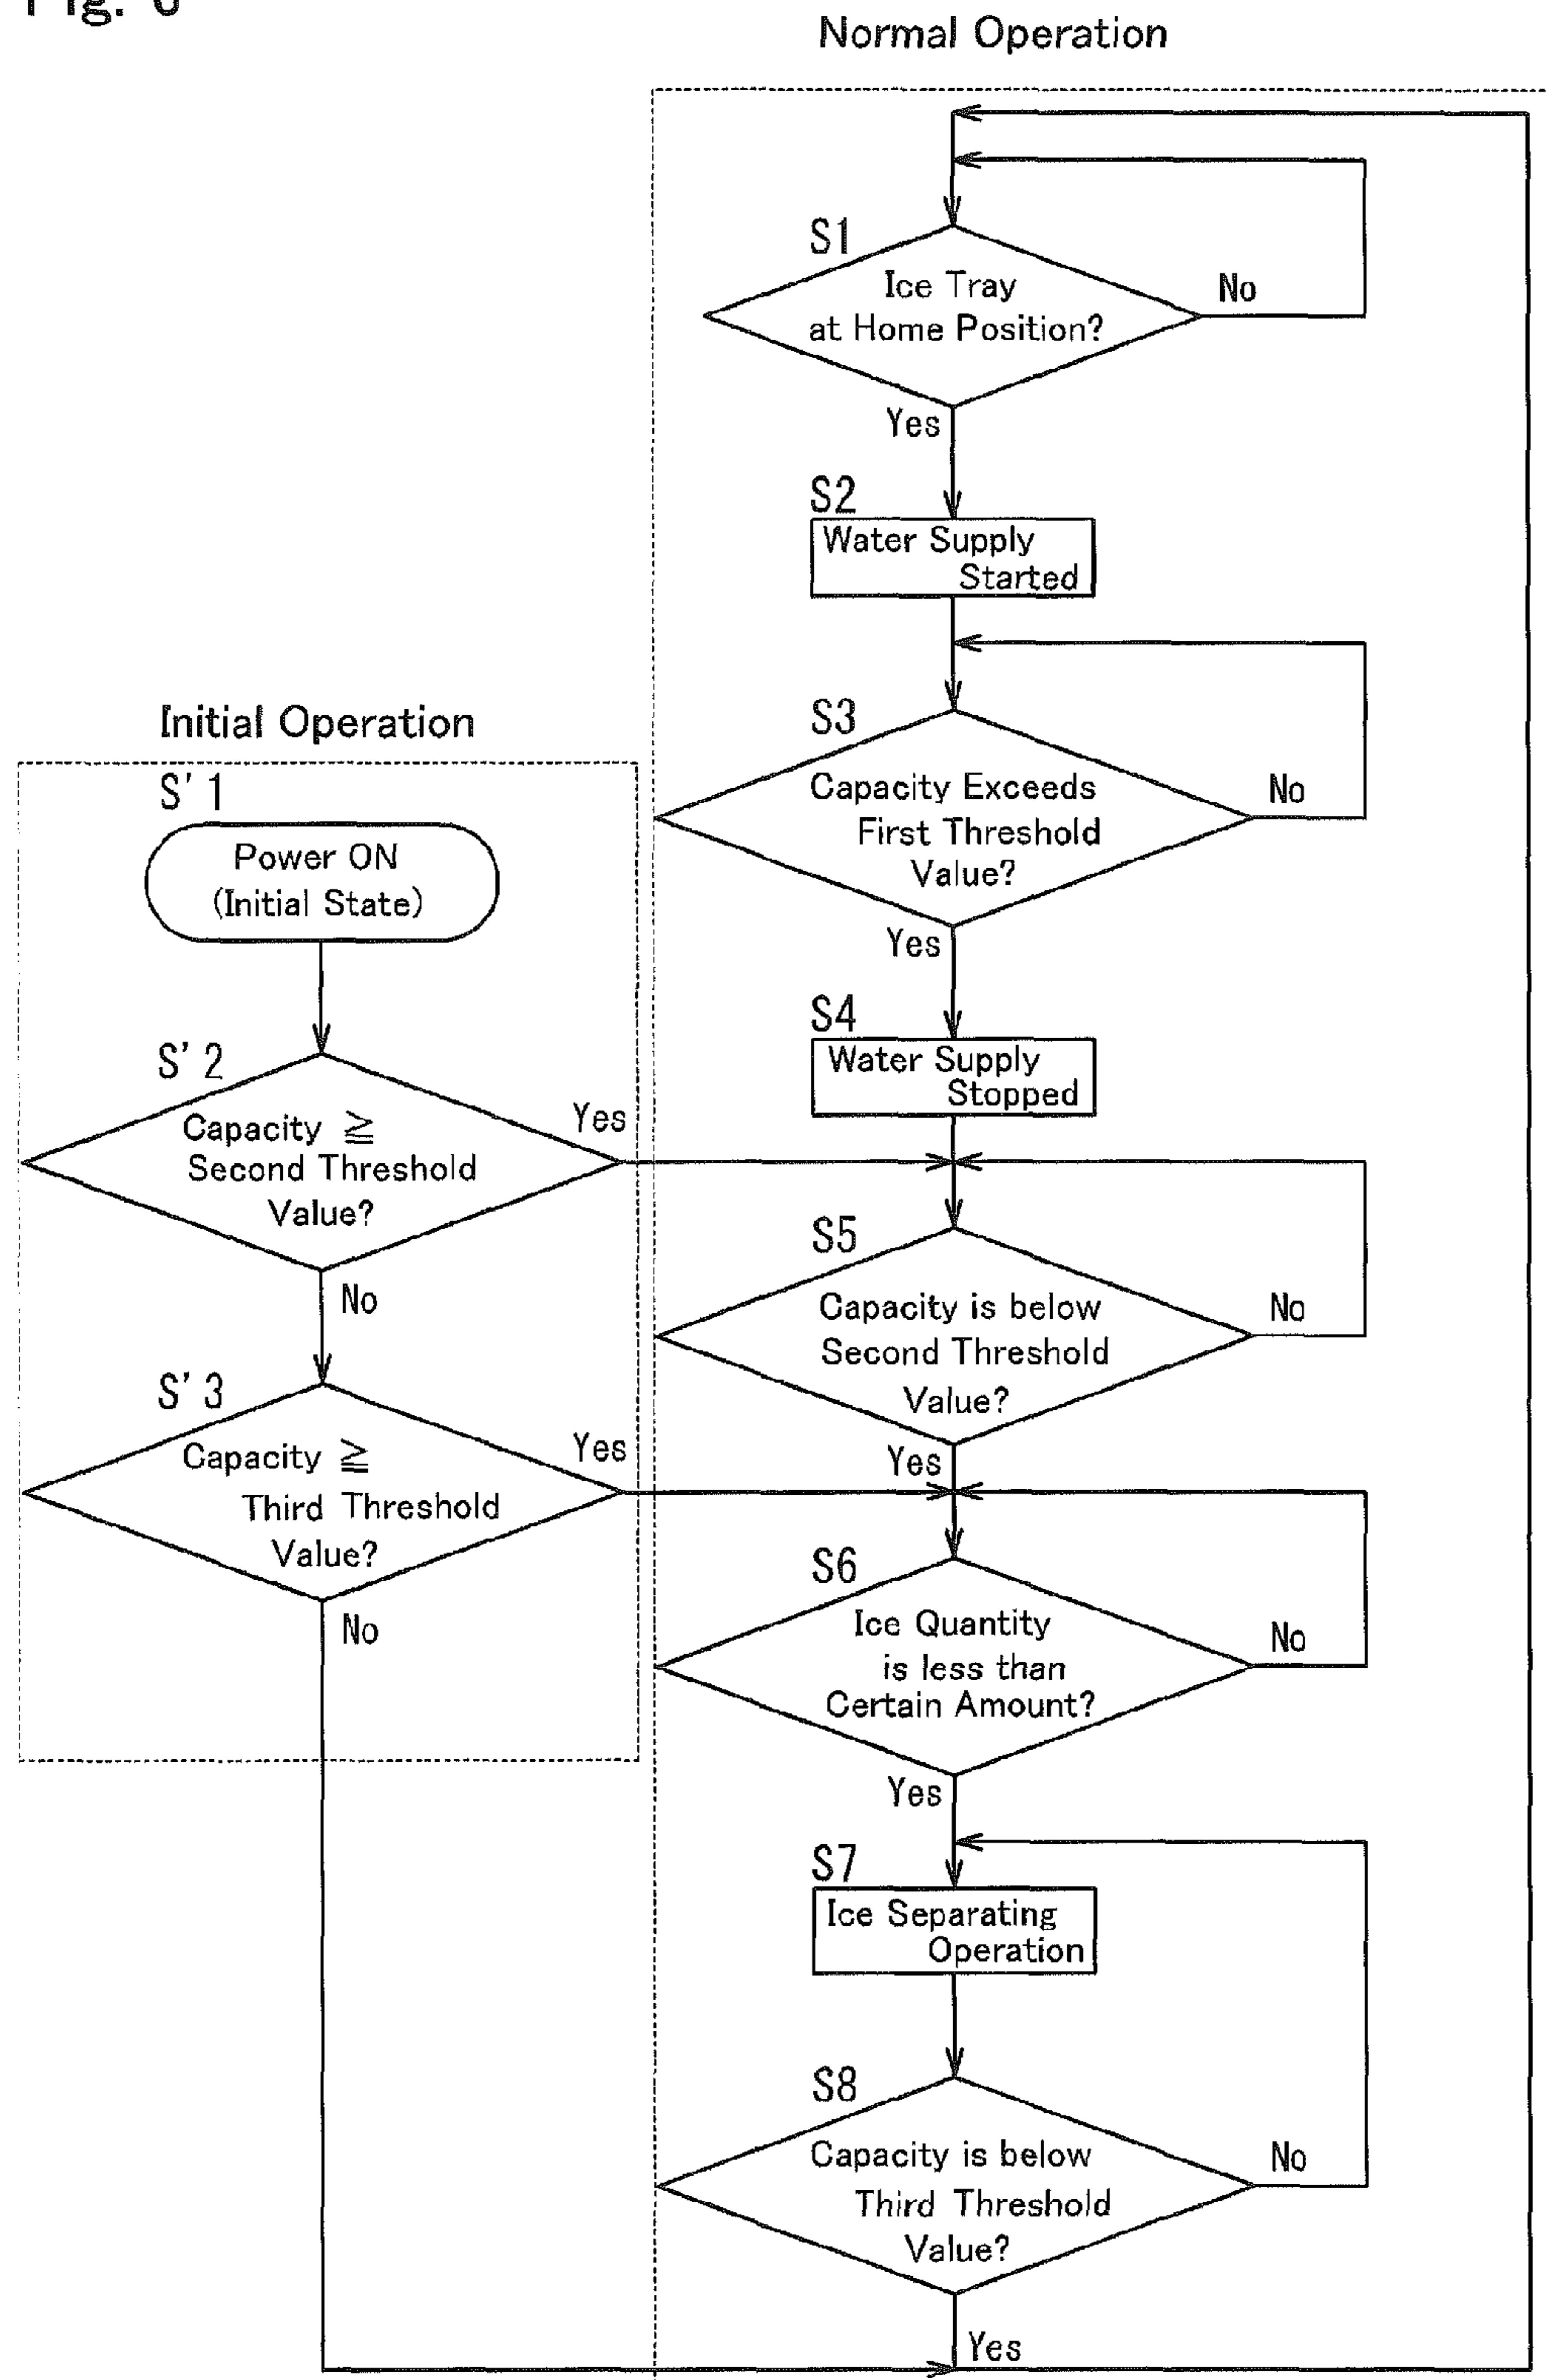 Normal Operation
S1
Ice Tray
at Home Position?
No
Yes
S2
Water Supply
Started
S3
Capacity Exceeds
First Threshold
Value?
No
Yes
S4
Water Supply
Stopped
S5
Capacity is below
Second Threshold
Value?
No
Yes
S6
Ice Quantity
is less than
Certain Amount?
No
Yes
S7
Ice Separating
Operation
S8
Capacity is below
Third Threshold
Value?
No
Yes
Initial Operation
S'1
Power ON
(Initial State)
S'2
Capacity ≧
Second Threshold
Value?
Yes
No
S'3
Capacity ≧
Third Threshold
Value?
Yes
No